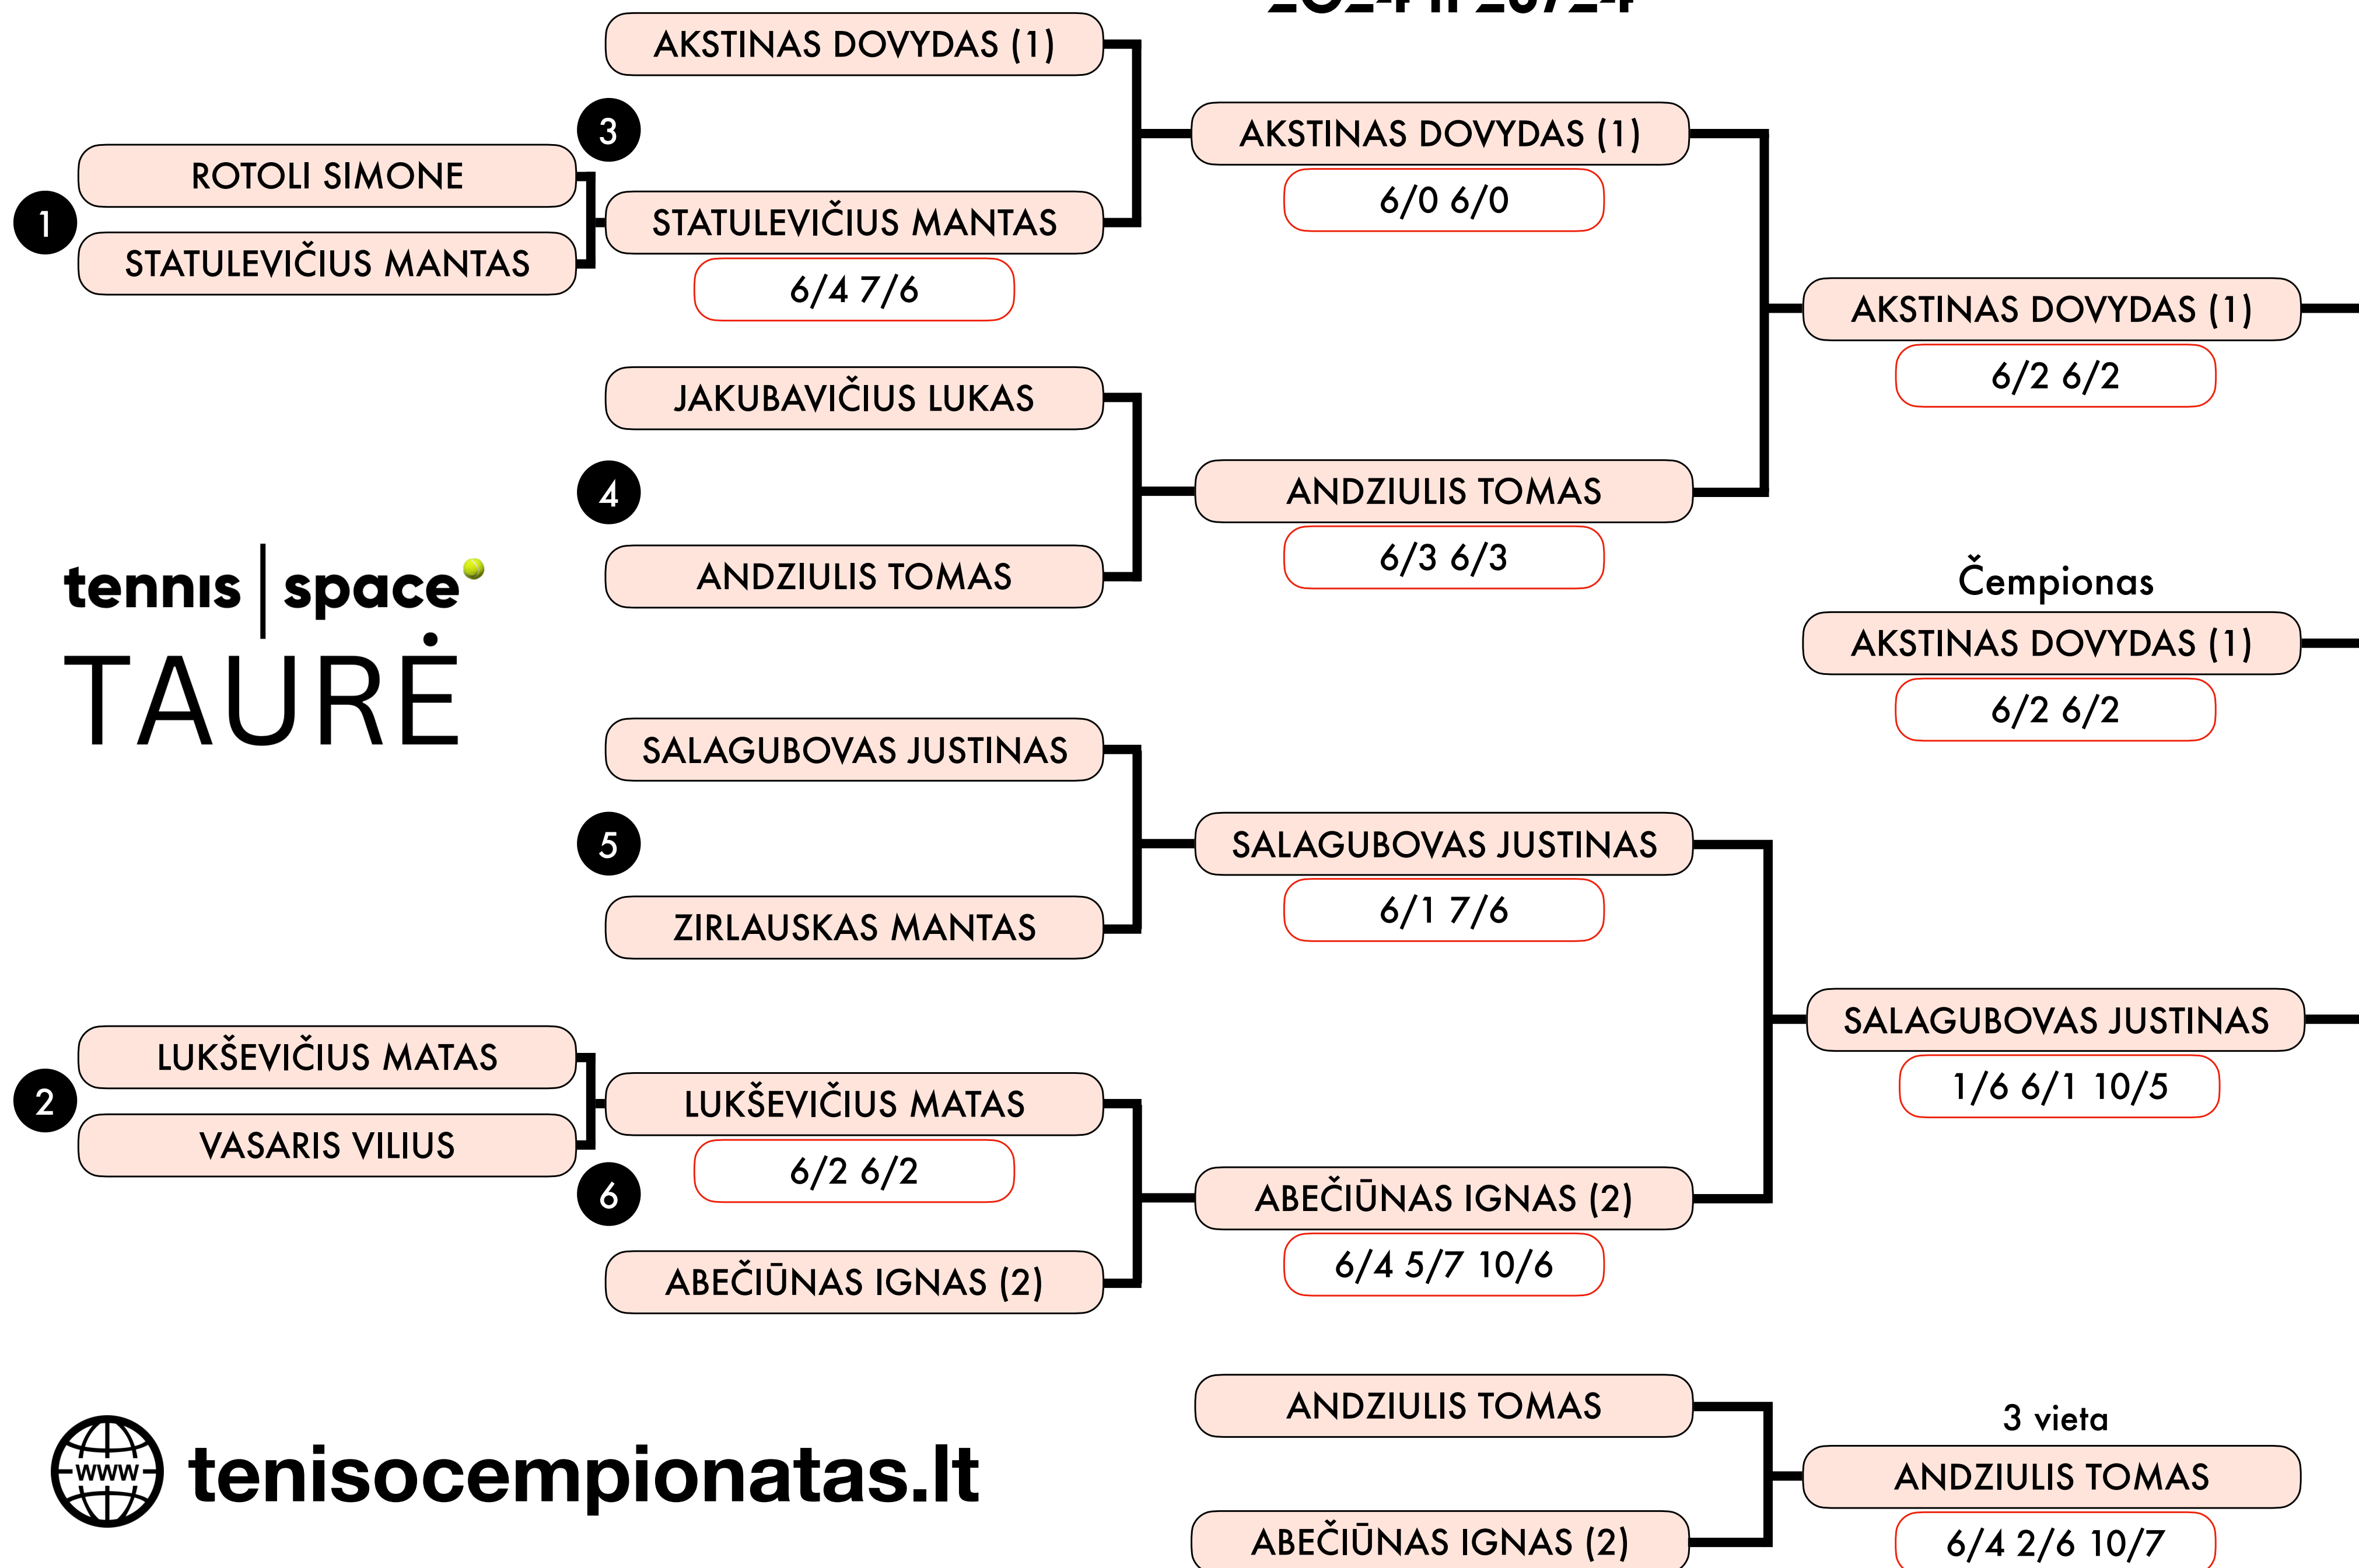 AKSTINAS DOVYDAS (1)
3
ROTOLI SIMONE
1
STATULEVIČIUS MANTAS
STATULEVIČIUS MANTAS
6/4 7/6
AKSTINAS DOVYDAS (1)
6/0 6/0
JAKUBAVIČIUS LUKAS
4
ANDZIULIS TOMAS
ANDZIULIS TOMAS
6/3 6/3
AKSTINAS DOVYDAS (1)
6/2 6/2
tennis | space
TAURĖ
Čempionas
AKSTINAS DOVYDAS (1)
6/2 6/2
SALAGUBOVAS JUSTINAS
5
ZIRLAUSKAS MANTAS
SALAGUBOVAS JUSTINAS
6/1 7/6
LUKŠEVIČIUS MATAS
2
VASARIS VILIUS
LUKŠEVIČIUS MATAS
6/2 6/2
6
ABEČIŪNAS IGNAS (2)
ABEČIŪNAS IGNAS (2)
6/4 5/7 10/6
SALAGUBOVAS JUSTINAS
1/6 6/1 10/5
ANDZIULIS TOMAS
ABEČIŪNAS IGNAS (2)
3 vieta
ANDZIULIS TOMAS
6/4 2/6 10/7
www
tenisocempionatas.lt